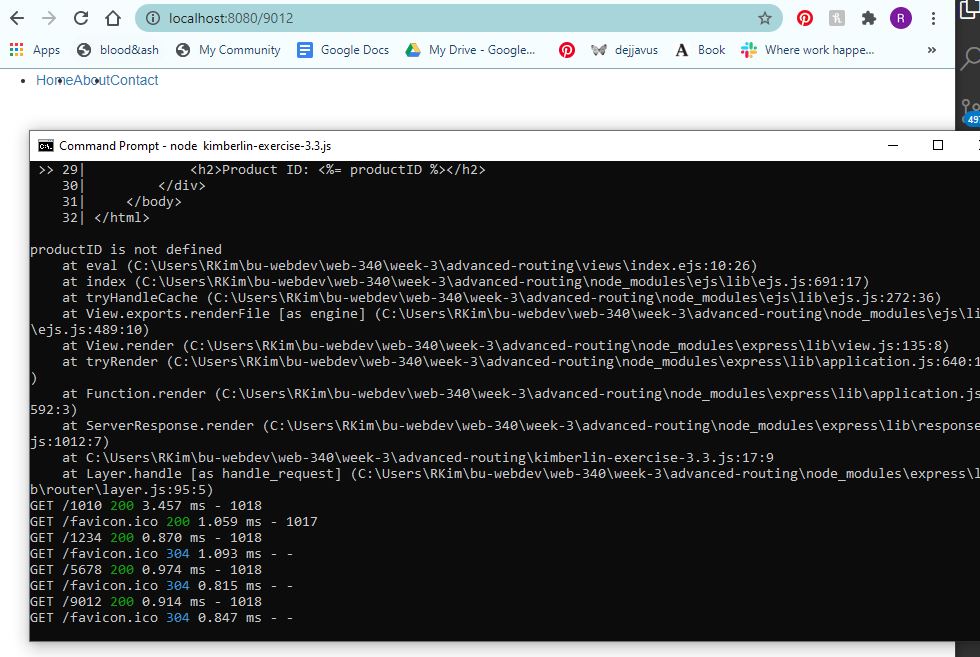 localhost:8080/9012
R
Apps blood&ash My Community Google Docs My Drive - Google... dejjavus A Book Where work happe... »
HomeAboutContact
497
Command Prompt - node kimberlin-exercise-3.3.js
>> 29| <h2>Product ID: <%= productID %></h2>
30| </div>
31| </body>
32| </html>
productID is not defined
at eval (C:\Users\RKim\bu-webdev\web-340\week-3\advanced-routing\views\index.ejs:10:26)
at index (C:\Users\RKim\bu-webdev\web-340\week-3\advanced-routing\node_modules\ejs\lib\ejs.js:691:17)
at tryHandleCache (C:\Users\RKim\bu-webdev\web-340\week-3\advanced-routing\node_modules\ejs\lib\ejs.js:272:36)
at View.exports.renderFile [as engine] (C:\Users\RKim\bu-webdev\web-340\week-3\advanced-routing\node_modules\ejs\li
\ejs.js:489:10)
at View.render (C:\Users\RKim\bu-webdev\web-340\week-3\advanced-routing\node_modules\express\lib\view.js:135:8)
at tryRender (C:\Users\RKim\bu-webdev\web-340\week-3\advanced-routing\node_modules\express\lib\application.js:640:1
)
at Function.render (C:\Users\RKim\bu-webdev\web-340\week-3\advanced-routing\node_modules\express\lib\application.js
592:3)
at ServerResponse.render (C:\Users\RKim\bu-webdev\web-340\week-3\advanced-routing\node_modules\express\lib\response
js:1012:7)
at C:\Users\RKim\bu-webdev\web-340\week-3\advanced-routing\kimberlin-exercise-3.3.js:17:9
at Layer.handle [as handle_request] (C:\Users\RKim\bu-webdev\web-340\week-3\advanced-routing\node_modules\express\l
b\router\layer.js:95:5)
GET /1010 200 3.457 ms - 1018
GET /favicon.ico 200 1.059 ms - 1017
GET /1234 200 0.870 ms - 1018
GET /favicon.ico 304 1.093 ms - -
GET /5678 200 0.974 ms - 1018
GET /favicon.ico 304 0.815 ms - -
GET /9012 200 0.914 ms - 1018
GET /favicon.ico 304 0.847 ms - -